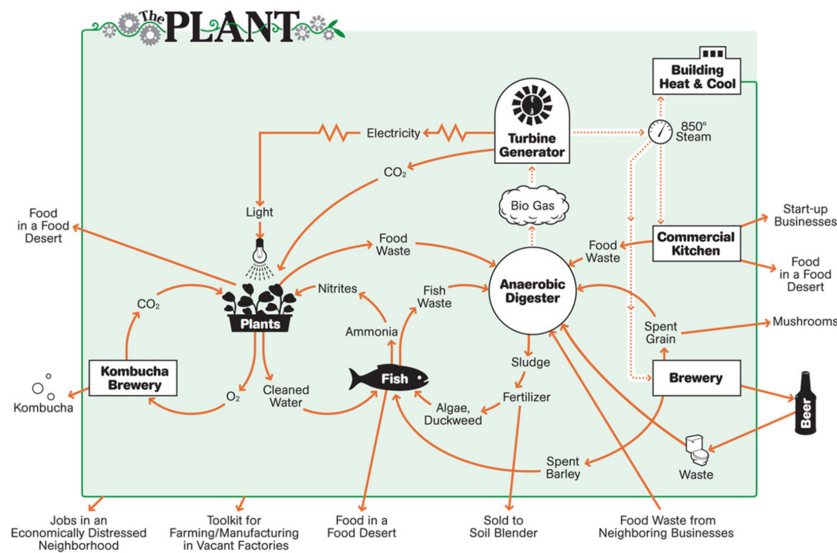 The PLANT
Building
Heat & Cool
850°
Steam
Turbine
Generator
Electricity
CO₂
Light
Bio Gas
Food
in a Food
Desert
Food
Waste
Food
Waste
Commercial
Kitchen
Start-up
Businesses
Food
in a Food
Desert
Anaerobic
Digester
Nitrites
Fish
Waste
CO₂
Plants
Ammonia
Spent
Grain
Mushrooms
Kombucha
Brewery
Kombucha
O₂
Cleaned
Water
Fish
Sludge
Fertilizer
Algae,
Duckweed
Brewery
Beer
Spent
Barley
Waste
Jobs in an
Economically Distressed
Neighborhood
Toolkit for
Farming/Manufacturing
in Vacant Factories
Food in a
Food Desert
Sold to
Soil Blender
Food Waste from
Neighboring Businesses